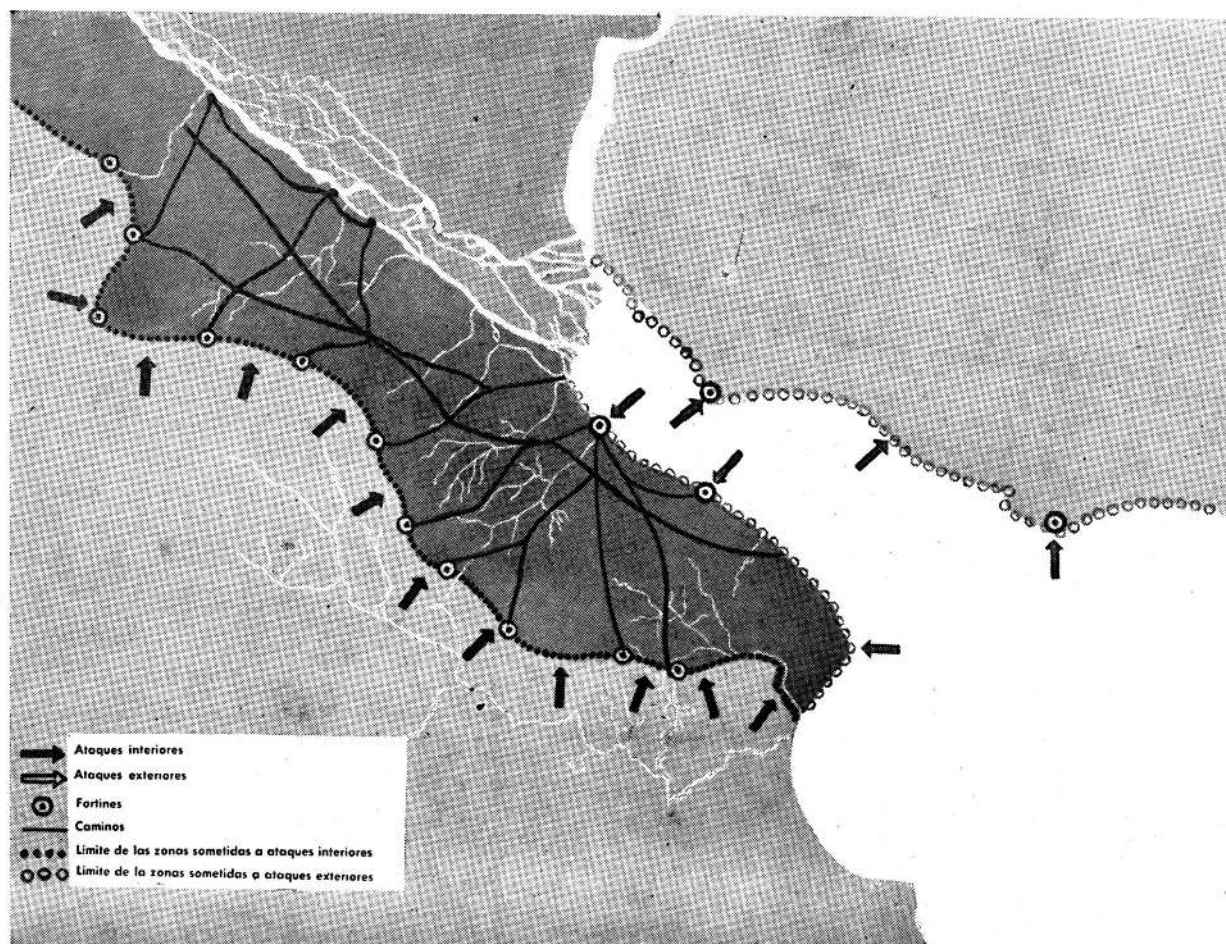 Ataques interiores
Ataques exteriores
Fortines
Caminos
Límite de las zonas sometidas a ataques interiores
Límite de la zonas sometidas a ataques exteriores